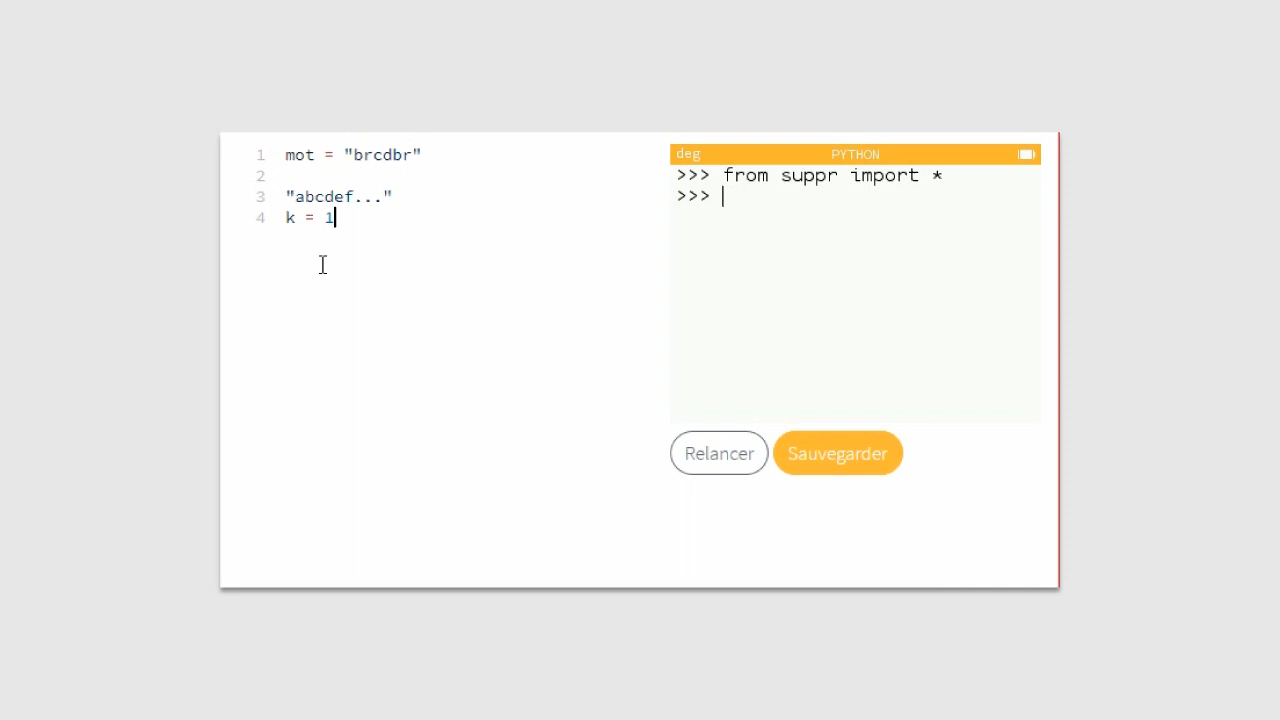 1 mot = "brcdbr"
2
3 "abcdef..."
4 k = 1
deg PYTHON
>>> from suppr import *
>>>
Relancer Sauvegarder